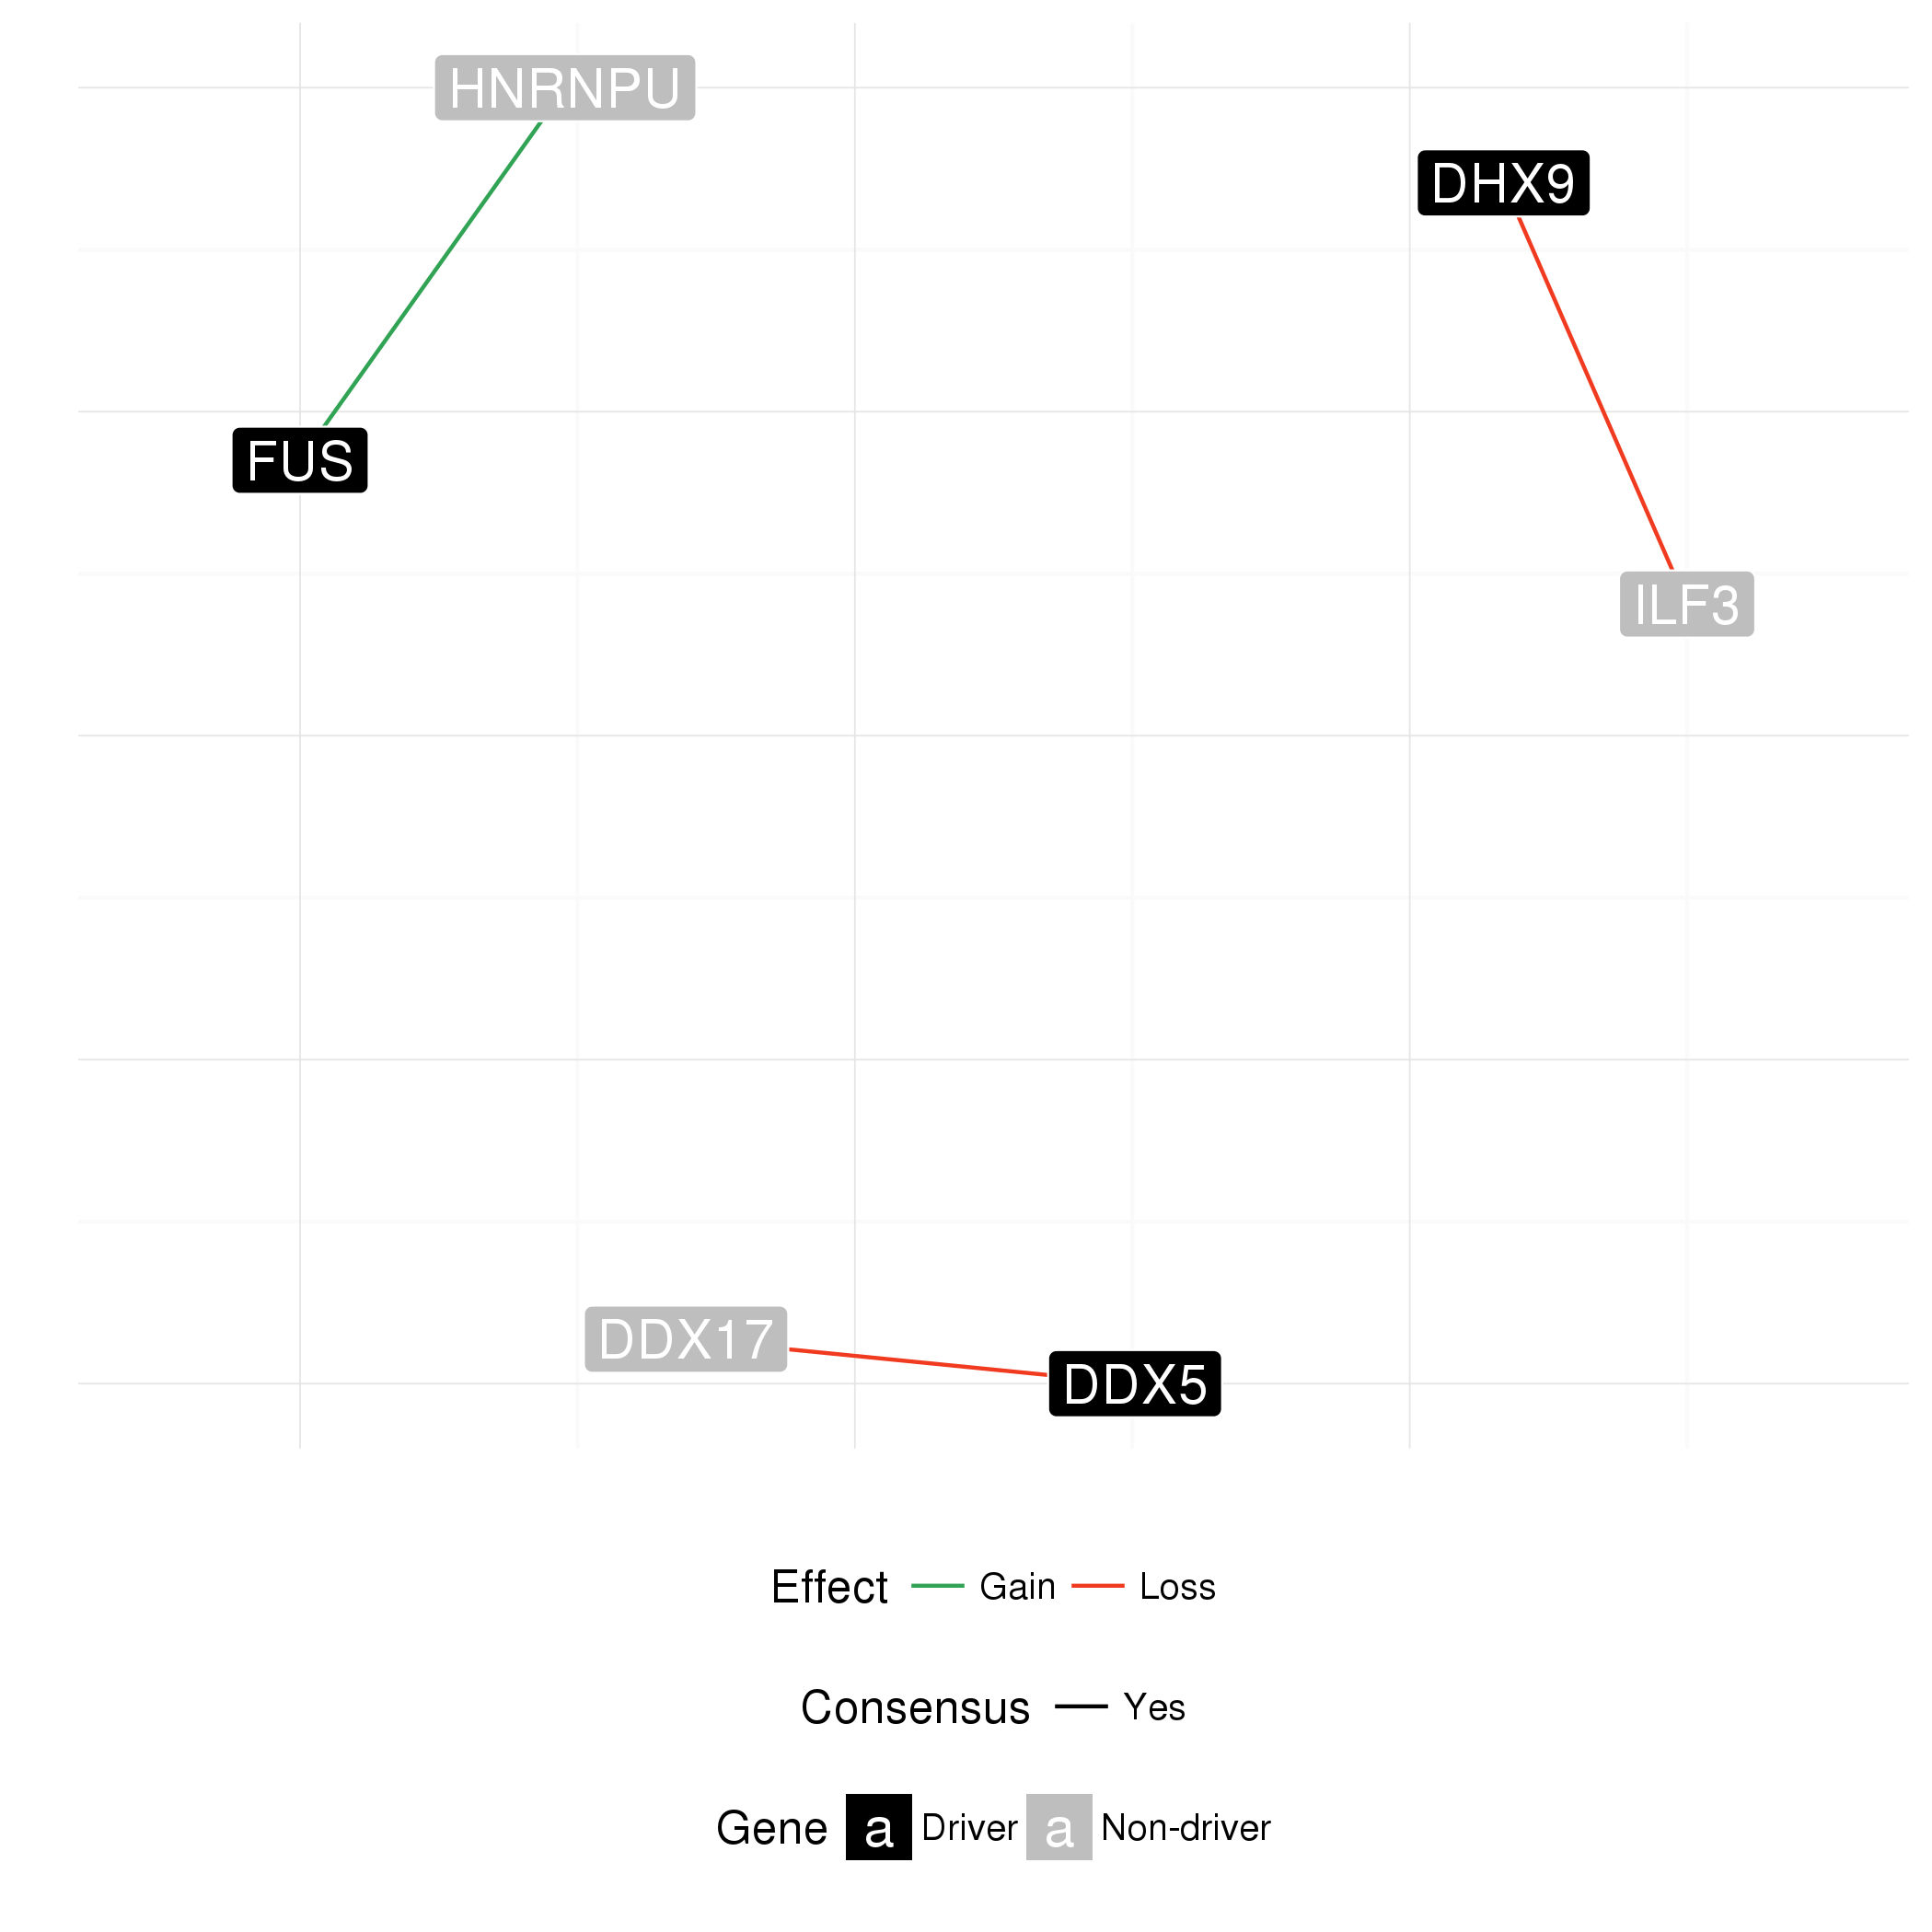 HNRNPU
DHX9
FUS
ILF3
DDX17
DDX5
Effect Gain Loss
Consensus Yes
Gene a Driver a Non-driver